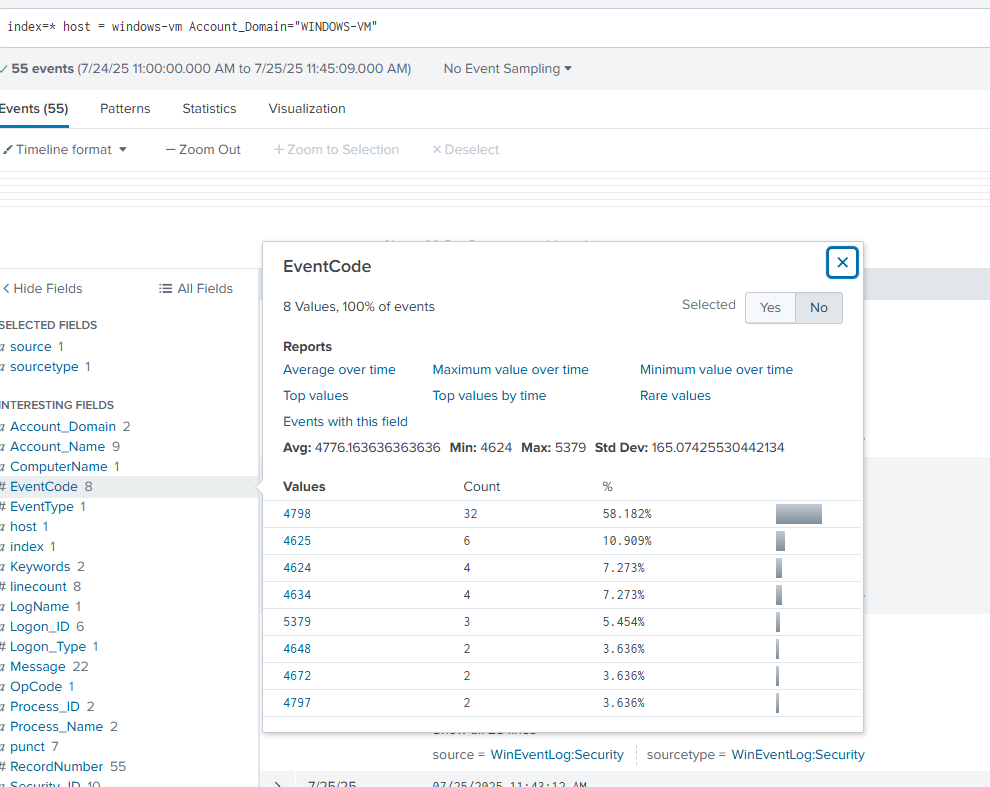 index=* host = windows-vm Account_Domain="WINDOWS-VM"
✓ 55 events (7/24/25 11:00:00.000 AM to 7/25/25 11:45:09.000 AM) No Event Sampling ▾
Events (55) Patterns Statistics Visualization
Timeline format ▾ — Zoom Out + Zoom to Selection × Deselect
< Hide Fields All Fields
SELECTED FIELDS
a source 1
a sourcetype 1
INTERESTING FIELDS
a Account_Domain 2
a Account_Name 9
a ComputerName 1
# EventCode 8
# EventType 1
a host 1
a index 1
a Keywords 2
# linecount 8
a LogName 1
a Logon_ID 6
# Logon_Type 1
a Message 22
a OpCode 1
a Process_ID 2
a Process_Name 2
a punct 7
# RecordNumber 55
a Security_ID 10
EventCode ×
8 Values, 100% of events Selected Yes No
Reports
Average over time Maximum value over time Minimum value over time
Top values Top values by time Rare values
Events with this field
Avg: 4776.163636363636 Min: 4624 Max: 5379 Std Dev: 165.07425530442134
Values Count %
4798 32 58.182%
4625 6 10.909%
4624 4 7.273%
4634 4 7.273%
5379 3 5.454%
4648 2 3.636%
4672 2 3.636%
4797 2 3.636%
source = WinEventLog:Security sourcetype = WinEventLog:Security
> 7/25/25 07/25/2025 11:43:12 AM